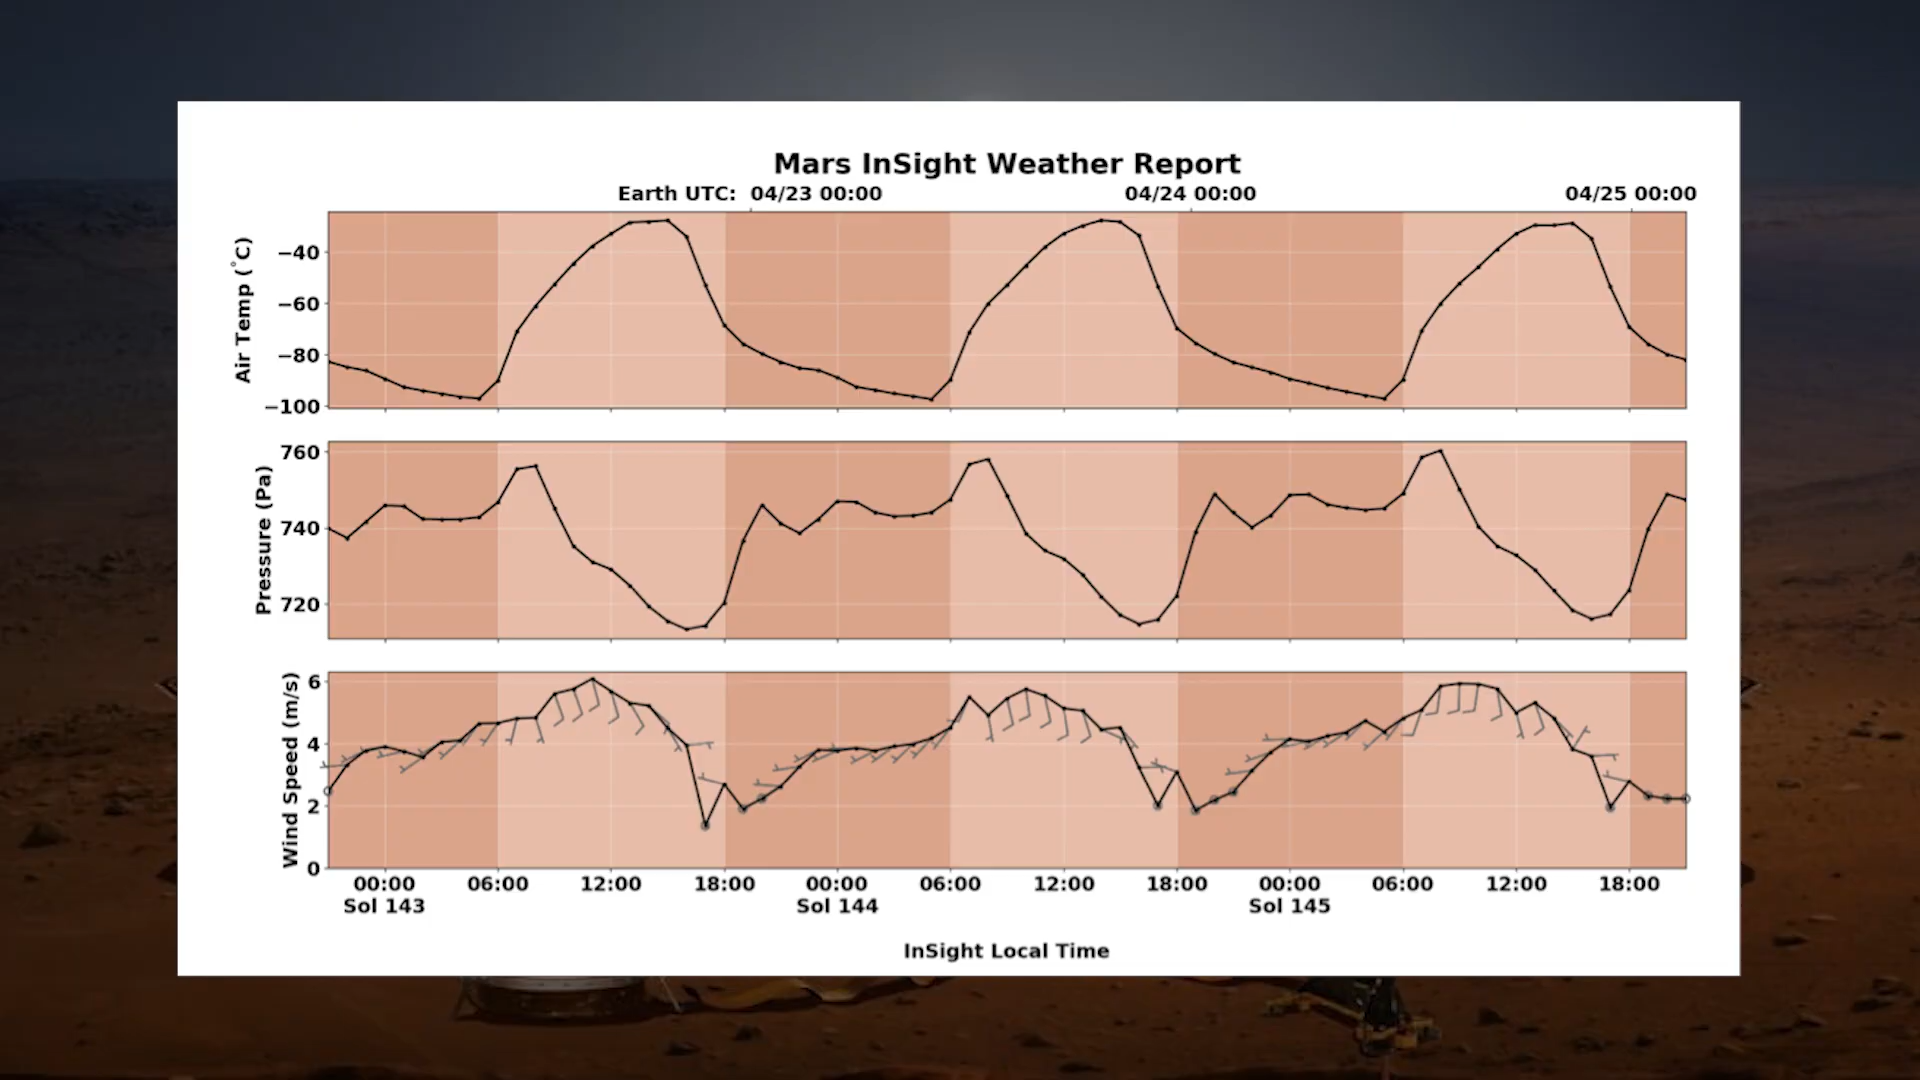 Mars InSight Weather Report
Earth UTC: 04/23 00:00 04/24 00:00 04/25 00:00
Air Temp (°C)
−40
−60
−80
−100
Pressure (Pa)
760
740
720
Wind Speed (m/s)
6
4
2
0
00:00 06:00 12:00 18:00 00:00 06:00 12:00 18:00 00:00 06:00 12:00 18:00
Sol 143 Sol 144 Sol 145
InSight Local Time